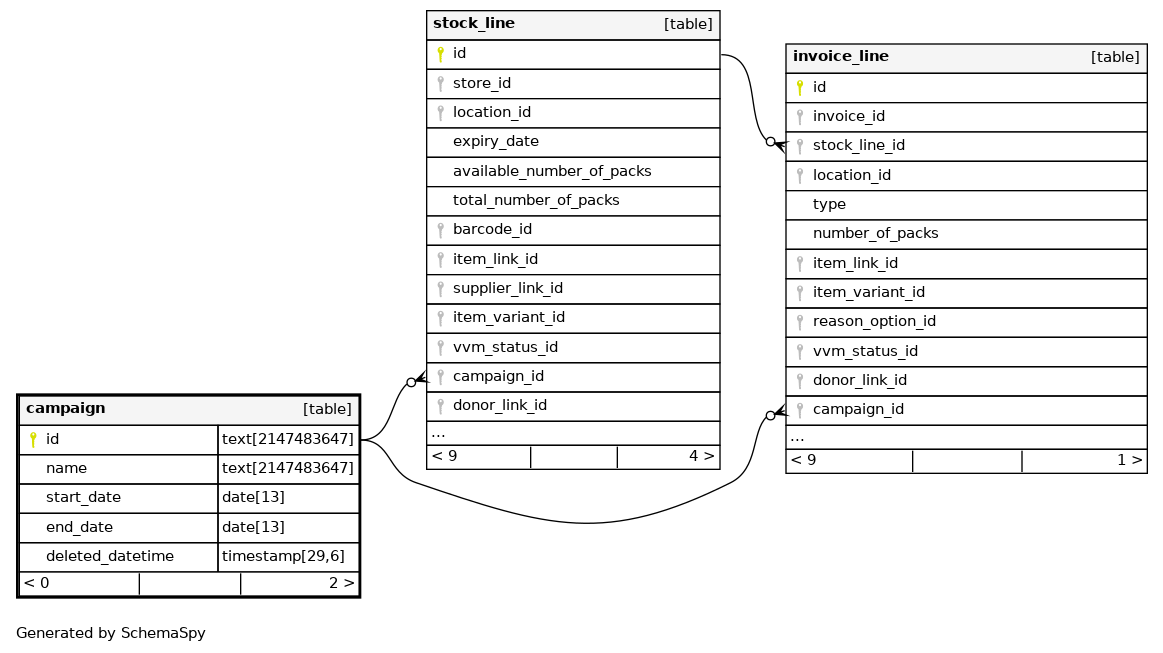 stock_line [table]
id
store_id
location_id
expiry_date
available_number_of_packs
total_number_of_packs
barcode_id
item_link_id
supplier_link_id
item_variant_id
vvm_status_id
campaign_id
donor_link_id
...
< 9 4 >
invoice_line [table]
id
invoice_id
stock_line_id
location_id
type
number_of_packs
item_link_id
item_variant_id
reason_option_id
vvm_status_id
donor_link_id
campaign_id
...
< 9 1 >
campaign [table]
id text[2147483647]
name text[2147483647]
start_date date[13]
end_date date[13]
deleted_datetime timestamp[29,6]
< 0 2 >
Generated by SchemaSpy